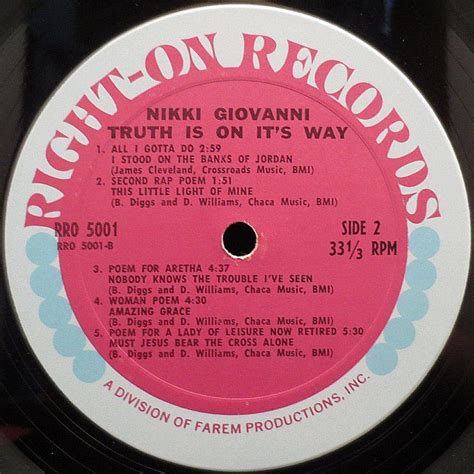 RIGHT-ON RECORDS
NIKKI GIOVANNI
TRUTH IS ON IT'S WAY
1. ALL I GOTTA DO 2:59
I STOOD ON THE BANKS OF JORDAN
(James Cleveland, Crossroads Music, BMI)
2. SECOND RAP POEM 1:51
THIS LITTLE LIGHT OF MINE
(B. Diggs and D. Williams, Chaca Music, BMI)
RRO 5001
RRO 5001-B
SIDE 2
33 1/3 RPM
3. POEM FOR ARETHA 4:37
NOBODY KNOWS THE TROUBLE I'VE SEEN
(B. Diggs and D. Williams, Chaca Music, BMI)
4. WOMAN POEM 4:30
AMAZING GRACE
(B. Diggs and D. Williams, Chaca Music, BMI)
5. POEM FOR A LADY OF LEISURE NOW RETIRED 5:30
MUST JESUS BEAR THE CROSS ALONE
(B. Diggs and D. Williams, Chaca Music, BMI)
A DIVISION OF FAREM PRODUCTIONS, INC.